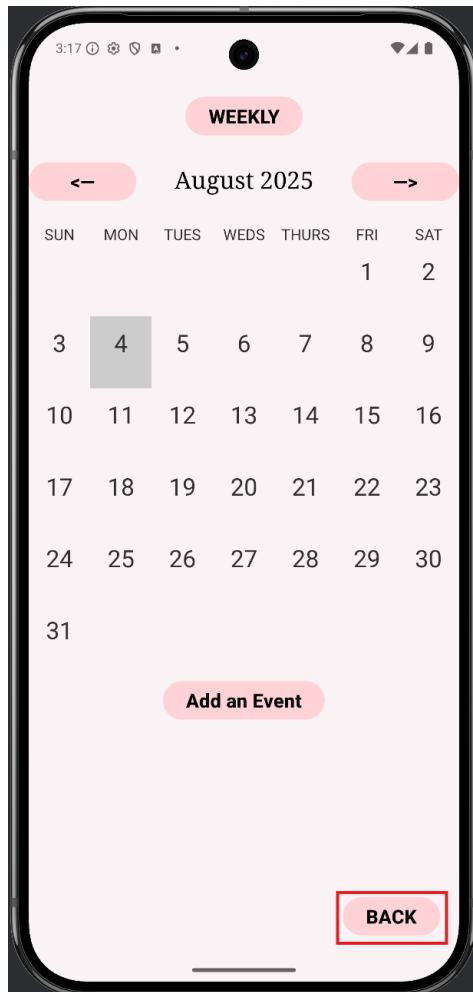 3:17
WEEKLY
<— August 2025 —>
SUN MON TUES WEDS THURS FRI SAT
1 2
3 4 5 6 7 8 9
10 11 12 13 14 15 16
17 18 19 20 21 22 23
24 25 26 27 28 29 30
31
Add an Event
BACK